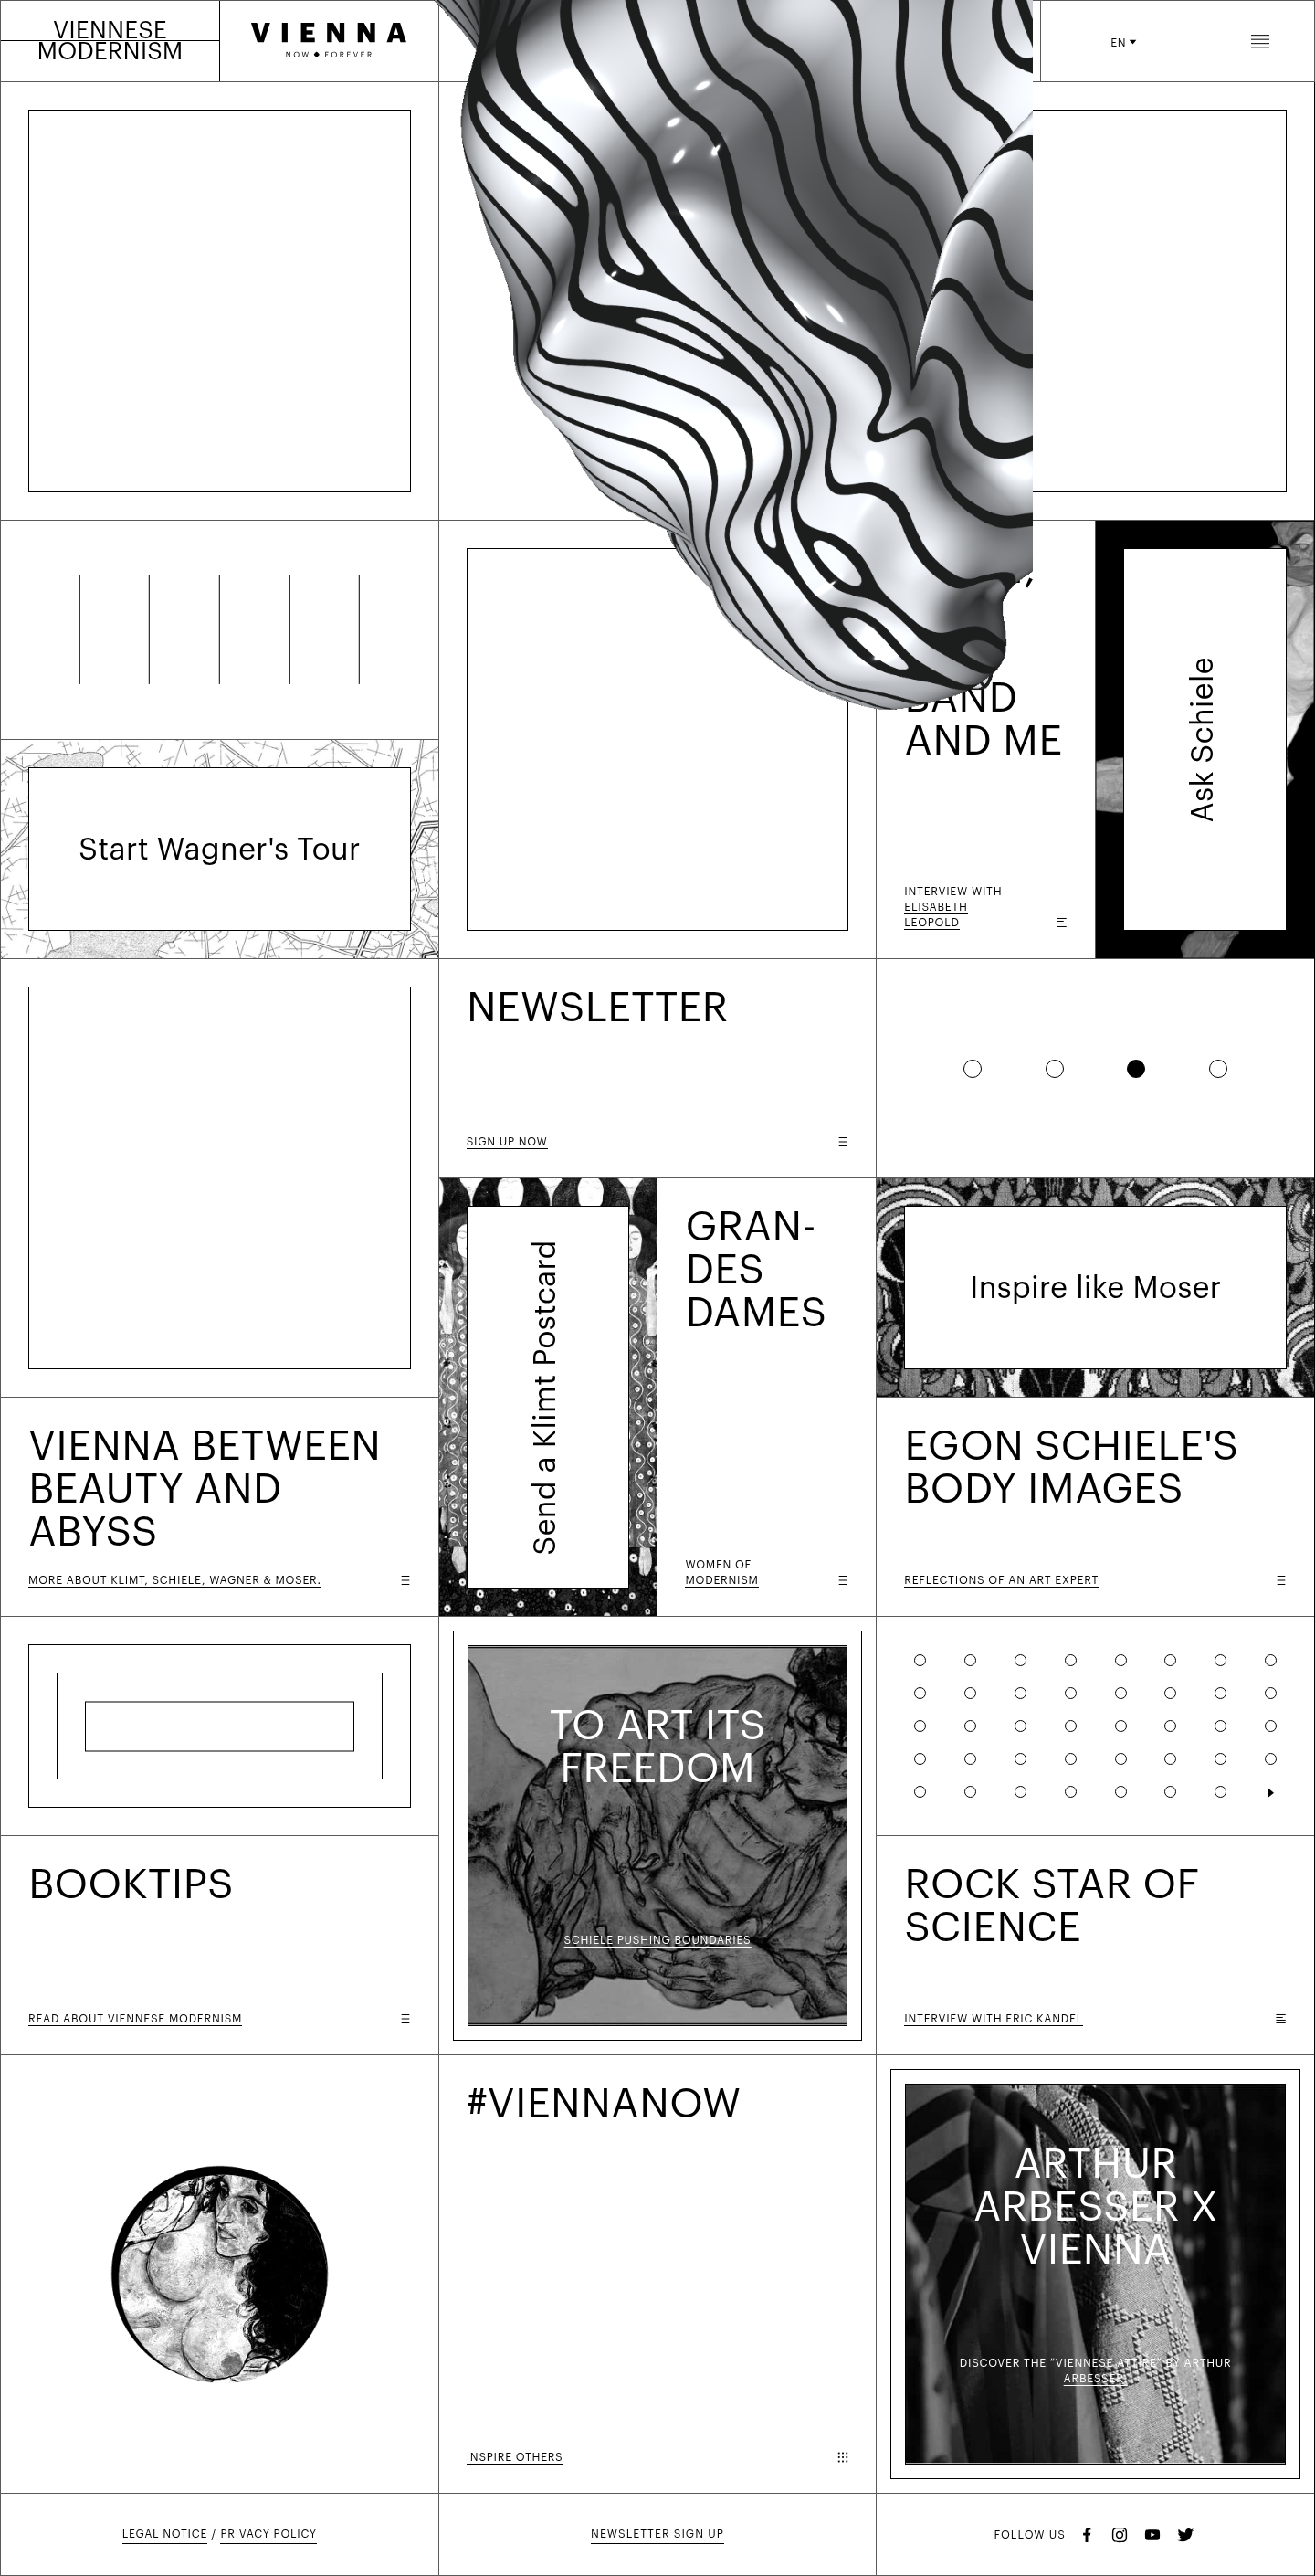 VIENNESE
MODERNISM
VIENNA
NOW FOREVER
EN
BAND
AND ME
INTERVIEW WITH
ELISABETH
LEOPOLD
Ask Schiele
Start Wagner's Tour
NEWSLETTER
SIGN UP NOW
Send a Klimt Postcard
GRAN-
DES
DAMES
WOMEN OF
MODERNISM
Inspire like Moser
VIENNA BETWEEN
BEAUTY AND
ABYSS
MORE ABOUT KLIMT, SCHIELE, WAGNER & MOSER.
EGON SCHIELE'S
BODY IMAGES
REFLECTIONS OF AN ART EXPERT
TO ART ITS
FREEDOM
SCHIELE PUSHING BOUNDARIES
BOOKTIPS
READ ABOUT VIENNESE MODERNISM
ROCK STAR OF
SCIENCE
INTERVIEW WITH ERIC KANDEL
#VIENNANOW
INSPIRE OTHERS
ARTHUR
ARBESSER X
VIENNA
DISCOVER THE "VIENNESE ATTIRE" BY ARTHUR
ARBESSER.
LEGAL NOTICE / PRIVACY POLICY
NEWSLETTER SIGN UP
FOLLOW US